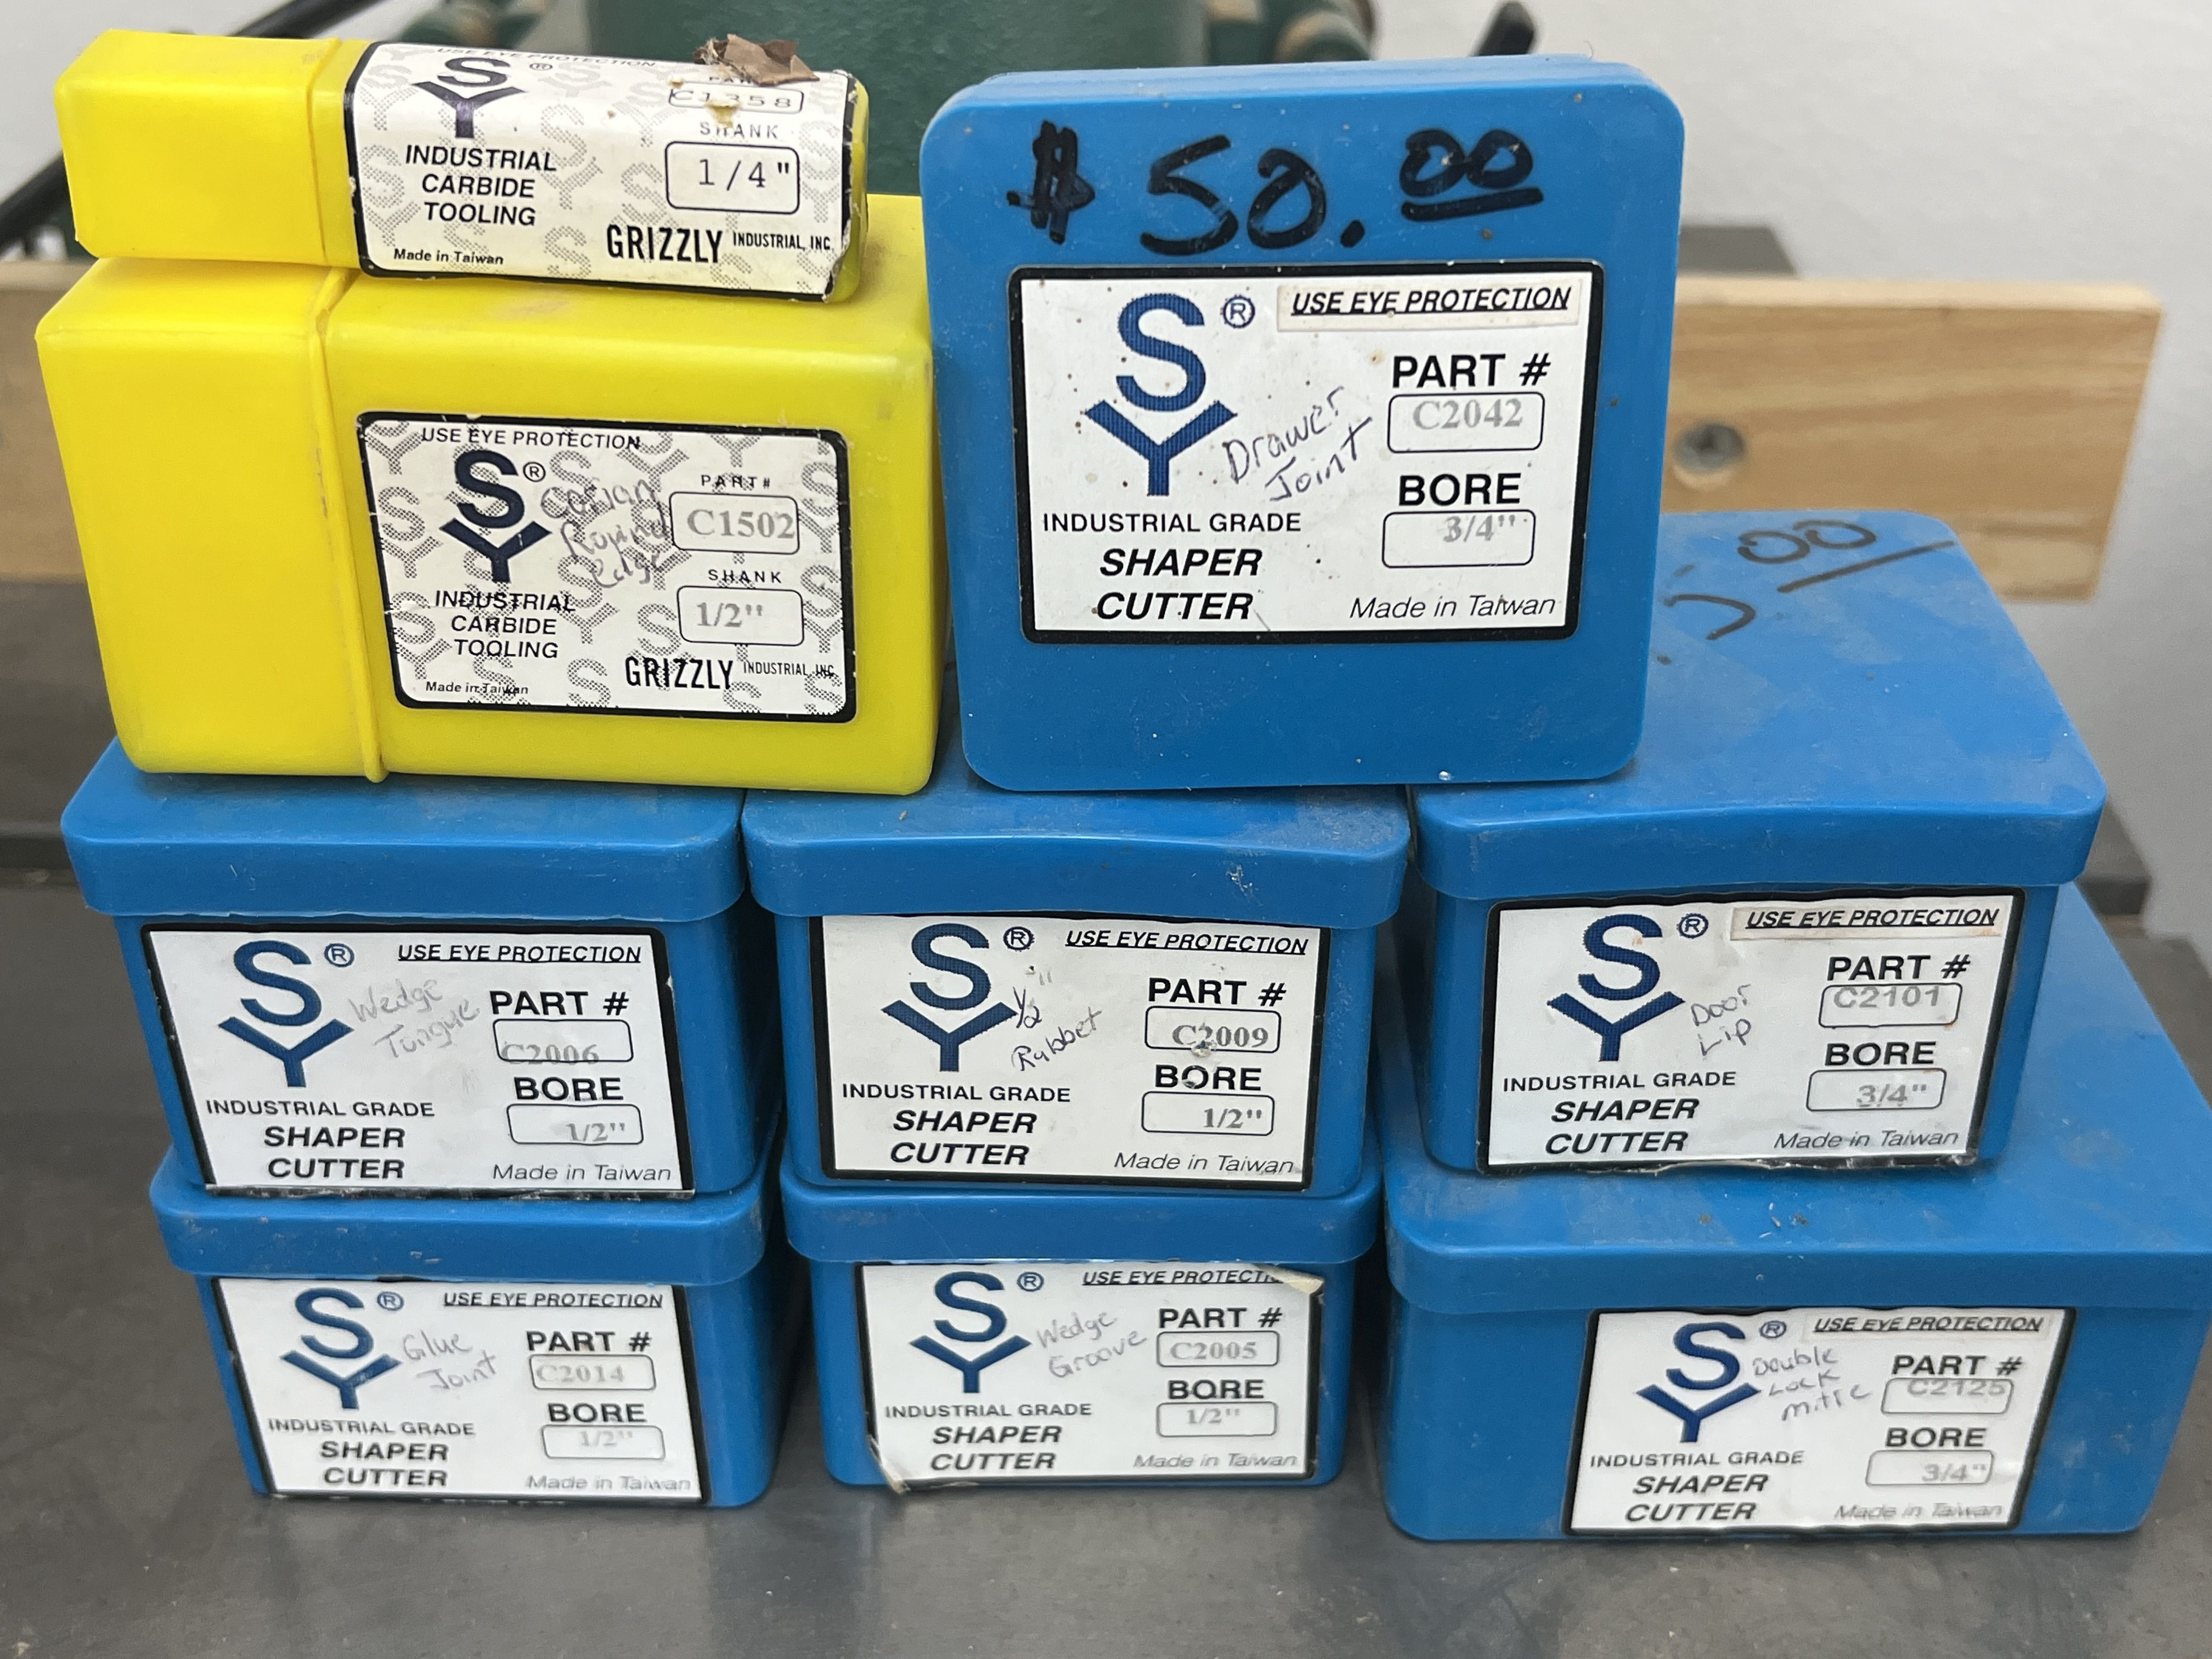 USE EYE PROTECTION
SY®
PART
SHANK
1/4"
INDUSTRIAL
CARBIDE
TOOLING
GRIZZLY INDUSTRIAL, INC.
Made in Taiwan
$50.00
USE EYE PROTECTION
SY®
PART #
C2042
Drawer
Joint
BORE
3/4"
INDUSTRIAL GRADE
SHAPER
CUTTER
Made in Taiwan
USE EYE PROTECTION
SY®
PART#
C1502
Corian
Round
Edge
SHANK
1/2"
INDUSTRIAL
CARBIDE
TOOLING
GRIZZLY INDUSTRIAL, INC.
Made in Taiwan
.00
SY® USE EYE PROTECTION
Wedge
Tungue
PART #
C2006
BORE
1/2"
INDUSTRIAL GRADE
SHAPER
CUTTER
Made in Taiwan
SY® USE EYE PROTECTION
1/2"
Rabbet
PART #
C2009
BORE
1/2"
INDUSTRIAL GRADE
SHAPER
CUTTER
Made in Taiwan
SY® USE EYE PROTECTION
Door
Lip
PART #
C2101
BORE
3/4"
INDUSTRIAL GRADE
SHAPER
CUTTER
Made in Taiwan
SY® USE EYE PROTECTION
Glue
Joint
PART #
C2014
BORE
1/2"
INDUSTRIAL GRADE
SHAPER
CUTTER
Made in Taiwan
SY® USE EYE PROTECTI
Wedge
Groove
PART #
C2005
BORE
1/2"
INDUSTRIAL GRADE
SHAPER
CUTTER
Made in Taiwan
SY® USE EYE PROTECTION
Double
Lock
PART #
C2125
BORE
3/4"
INDUSTRIAL GRADE
SHAPER
CUTTER
Made in Taiwan